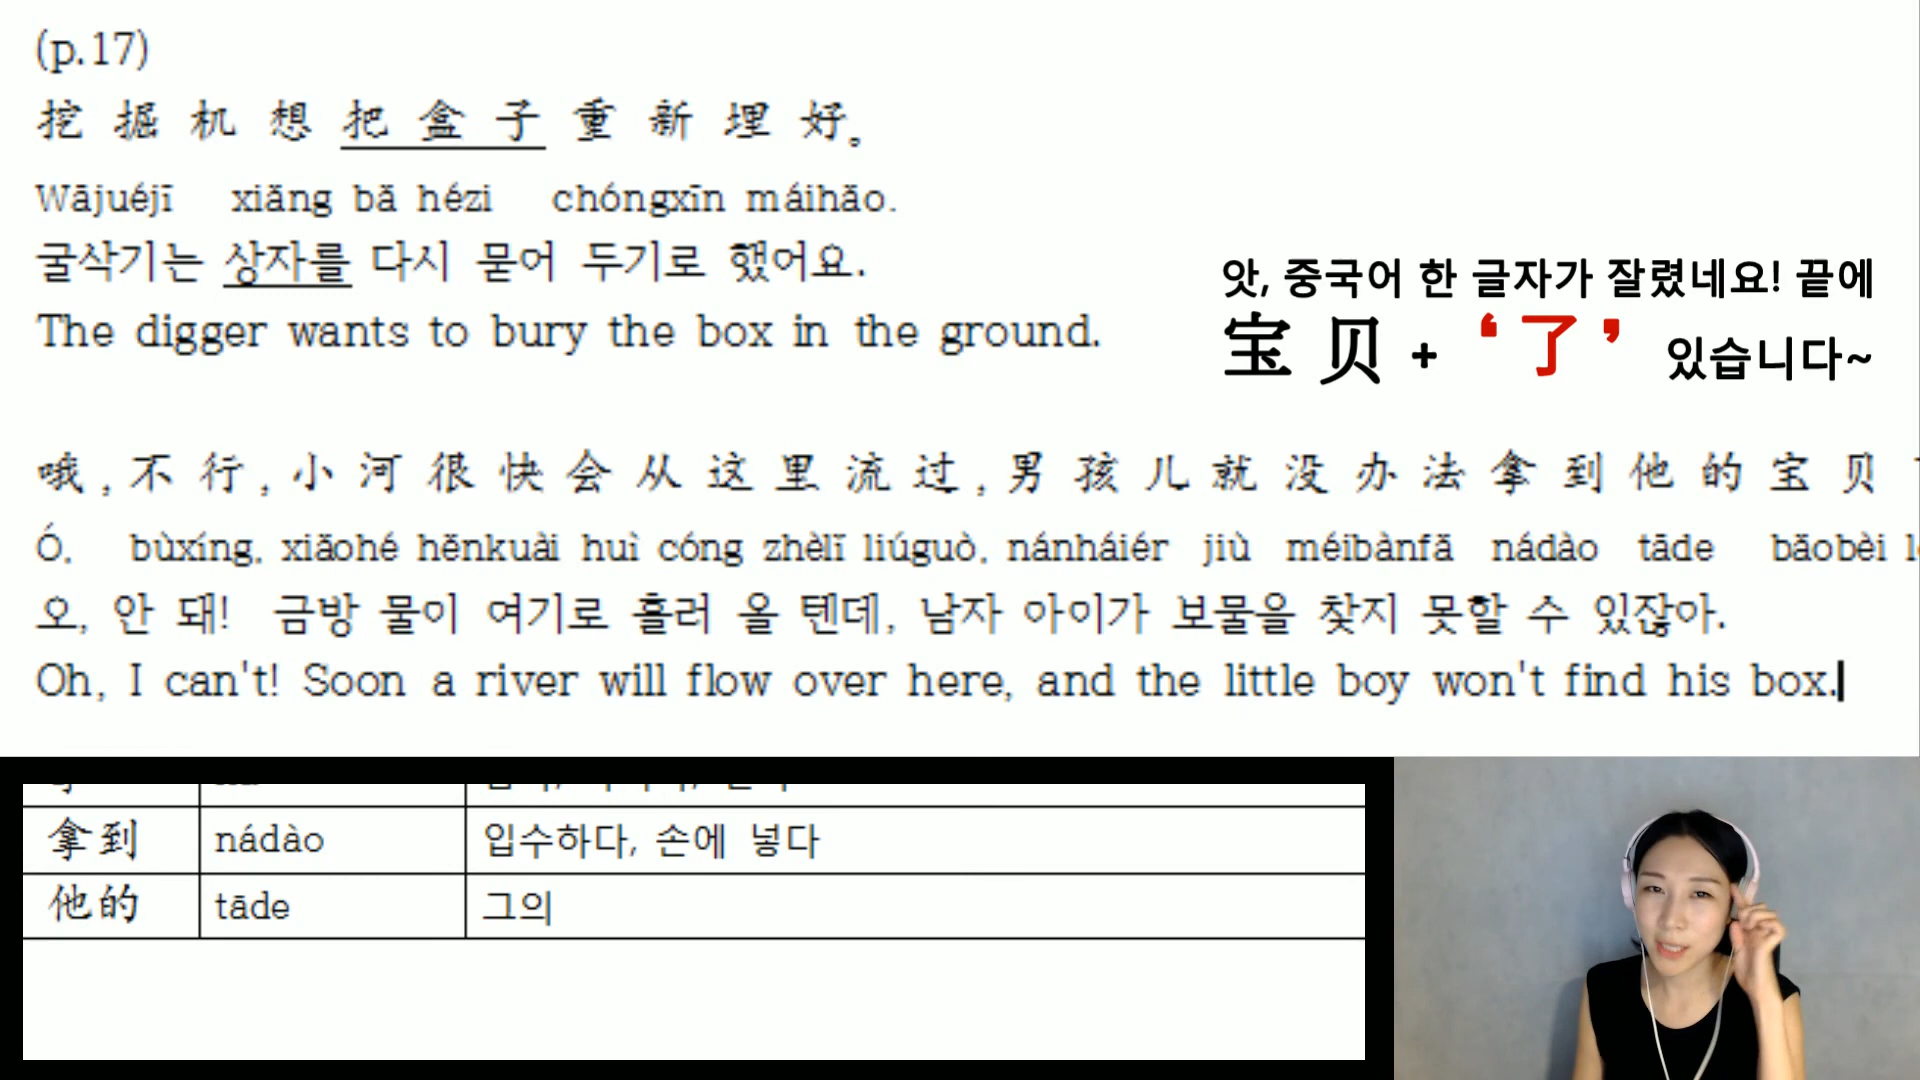 (p.17)
挖掘机想把盒子重新埋好。
Wājuéjī xiǎng bǎ hézi chóngxīn máihǎo.
굴삭기는 상자를 다시 묻어 두기로 했어요.
The digger wants to bury the box in the ground.
앗, 중국어 한 글자가 잘렸네요! 끝에
宝贝 + ‘了’ 있습니다~
哦,不行,小河很快会从这里流过,男孩儿就没办法拿到他的宝贝
Ó, bùxíng, xiǎohé hěnkuài huì cóng zhèlǐ liúguò, nánháiér jiù méibànfǎ nádào tāde bǎobèi
오, 안 돼! 금방 물이 여기로 흘러 올 텐데, 남자 아이가 보물을 찾지 못할 수 있잖아.
Oh, I can't! Soon a river will flow over here, and the little boy won't find his box.
拿到 nádào 입수하다, 손에 넣다
他的 tāde 그의